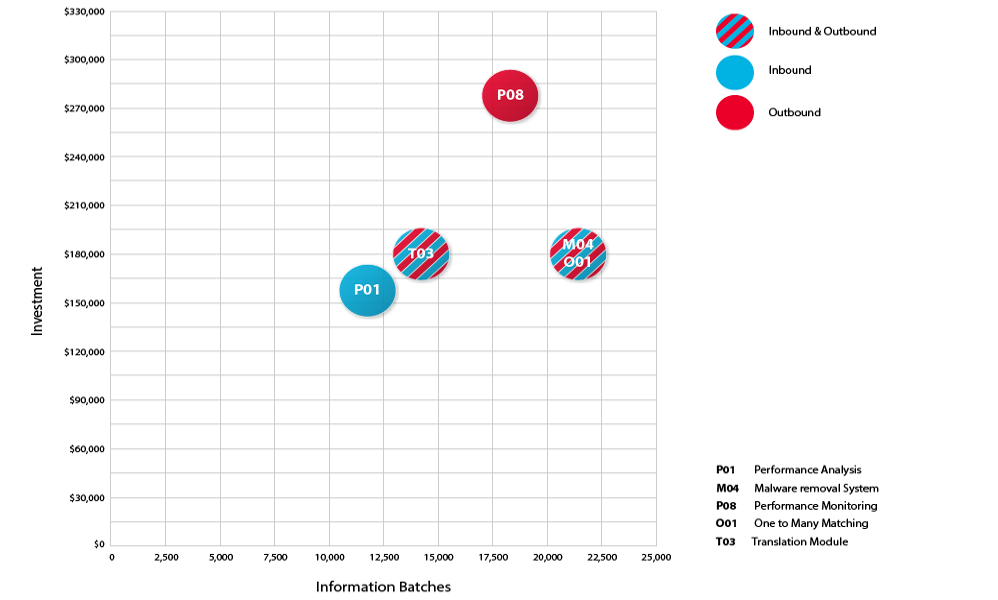 $330,000
$300,000
$270,000
$240,000
$210,000
$180,000
$150,000
$120,000
$90,000
$60,000
$30,000
$0
Investment
0 2,500 5,000 7,500 10,000 12,500 15,000 17,500 20,000 22,500 25,000
Information Batches
P08
T03
M04
O01
P01
Inbound & Outbound
Inbound
Outbound
P01 Performance Analysis
M04 Malware removal System
P08 Performance Monitoring
O01 One to Many Matching
T03 Translation Module